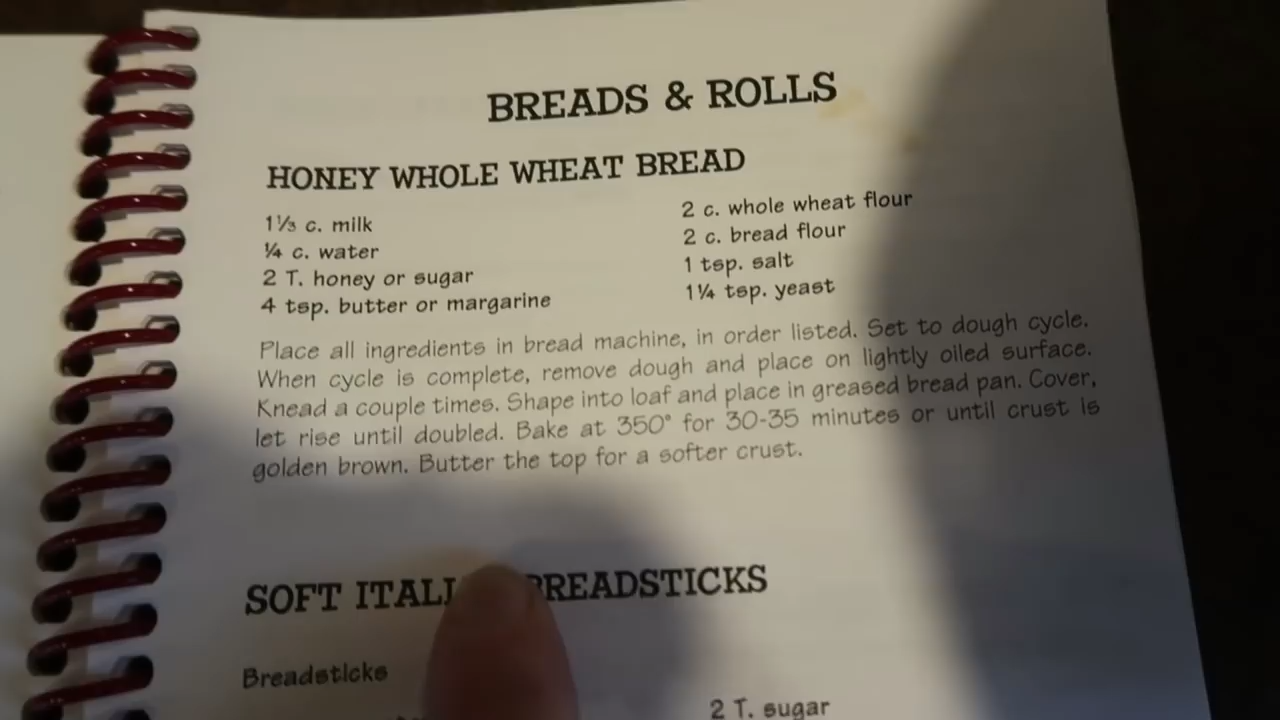 BREADS & ROLLS
HONEY WHOLE WHEAT BREAD
1⅓ c. milk
¼ c. water
2 T. honey or sugar
4 tsp. butter or margarine
2 c. whole wheat flour
2 c. bread flour
1 tsp. salt
1¼ tsp. yeast
Place all ingredients in bread machine, in order listed. Set to dough cycle.
When cycle is complete, remove dough and place on lightly oiled surface.
Knead a couple times. Shape into loaf and place in greased bread pan. Cover,
let rise until doubled. Bake at 350° for 30-35 minutes or until crust is
golden brown. Butter the top for a softer crust.
SOFT BREADSTICKS
Breadsticks
2 T. sugar